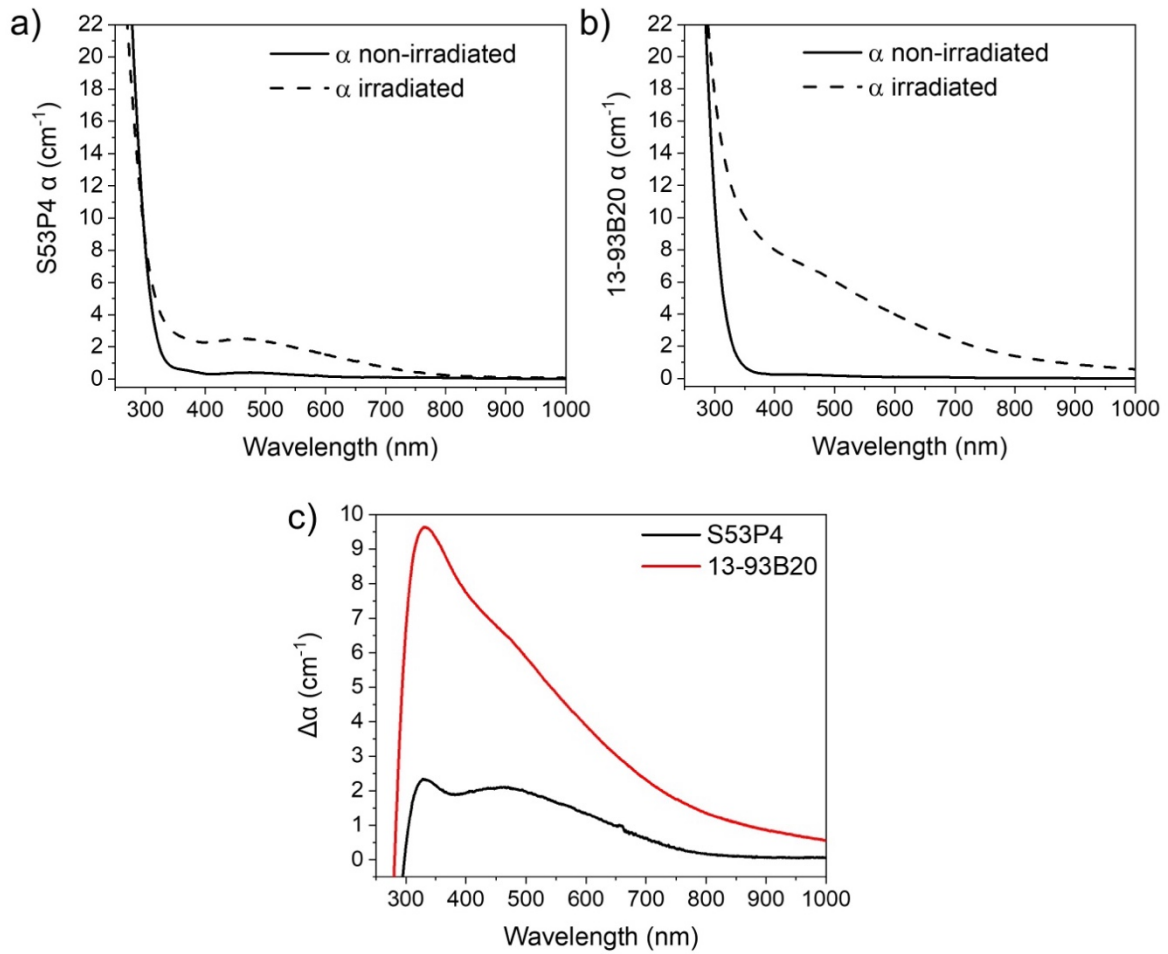 a)
S53P4 α (cm⁻¹)
22
20
18
16
14
12
10
8
6
4
2
0
α non-irradiated
α irradiated
300 400 500 600 700 800 900 1000
Wavelength (nm)
b)
13-93B20 α (cm⁻¹)
22
20
18
16
14
12
10
8
6
4
2
0
α non-irradiated
α irradiated
300 400 500 600 700 800 900 1000
Wavelength (nm)
c)
Δα (cm⁻¹)
10
9
8
7
6
5
4
3
2
1
0
S53P4
13-93B20
300 400 500 600 700 800 900 1000
Wavelength (nm)